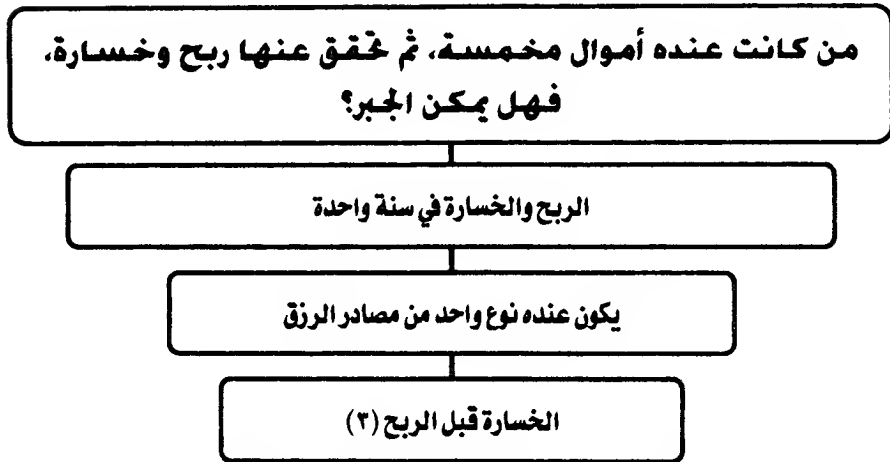 من كانت عنده أموال مخمسة، ثم تحقق عنها ربح وخسارة،
فهل يمكن الجبر؟
الربح والخسارة في سنة واحدة
يكون عنده نوع واحد من مصادر الرزق
الخسارة قبل الربح (٣)